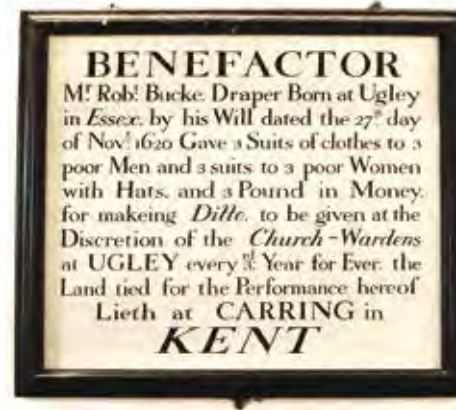 BENEFACTOR
Mr. Robt. Bucke. Draper Born at Ugley
in Essex, by his Will dated the 27th day
of Novr. 1620 Gave 3 Suits of clothes to 3
poor Men and 3 suits to 3 poor Women
with Hats, and 3 Pound in Money,
for makeing Ditto, to be given at the
Discretion of the Church-Wardens
at UGLEY every 3rd. Year for Ever. the
Land tied for the Performance hereof
Lieth at CARRING in
KENT